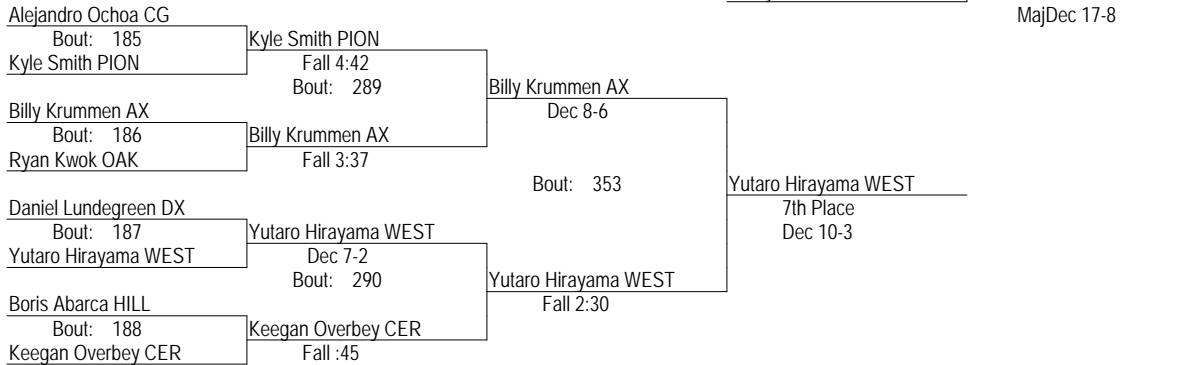 MajDec 17-8
Alejandro Ochoa CG
Bout: 185
Kyle Smith PION
Kyle Smith PION
Fall 4:42
Bout: 289
Billy Krummen AX
Dec 8-6
Billy Krummen AX
Bout: 186
Ryan Kwok OAK
Billy Krummen AX
Fall 3:37
Bout: 353
Yutaro Hirayama WEST
7th Place
Dec 10-3
Daniel Lundegreen DX
Bout: 187
Yutaro Hirayama WEST
Yutaro Hirayama WEST
Dec 7-2
Bout: 290
Yutaro Hirayama WEST
Fall 2:30
Boris Abarca HILL
Bout: 188
Keegan Overbey CER
Keegan Overbey CER
Fall :45